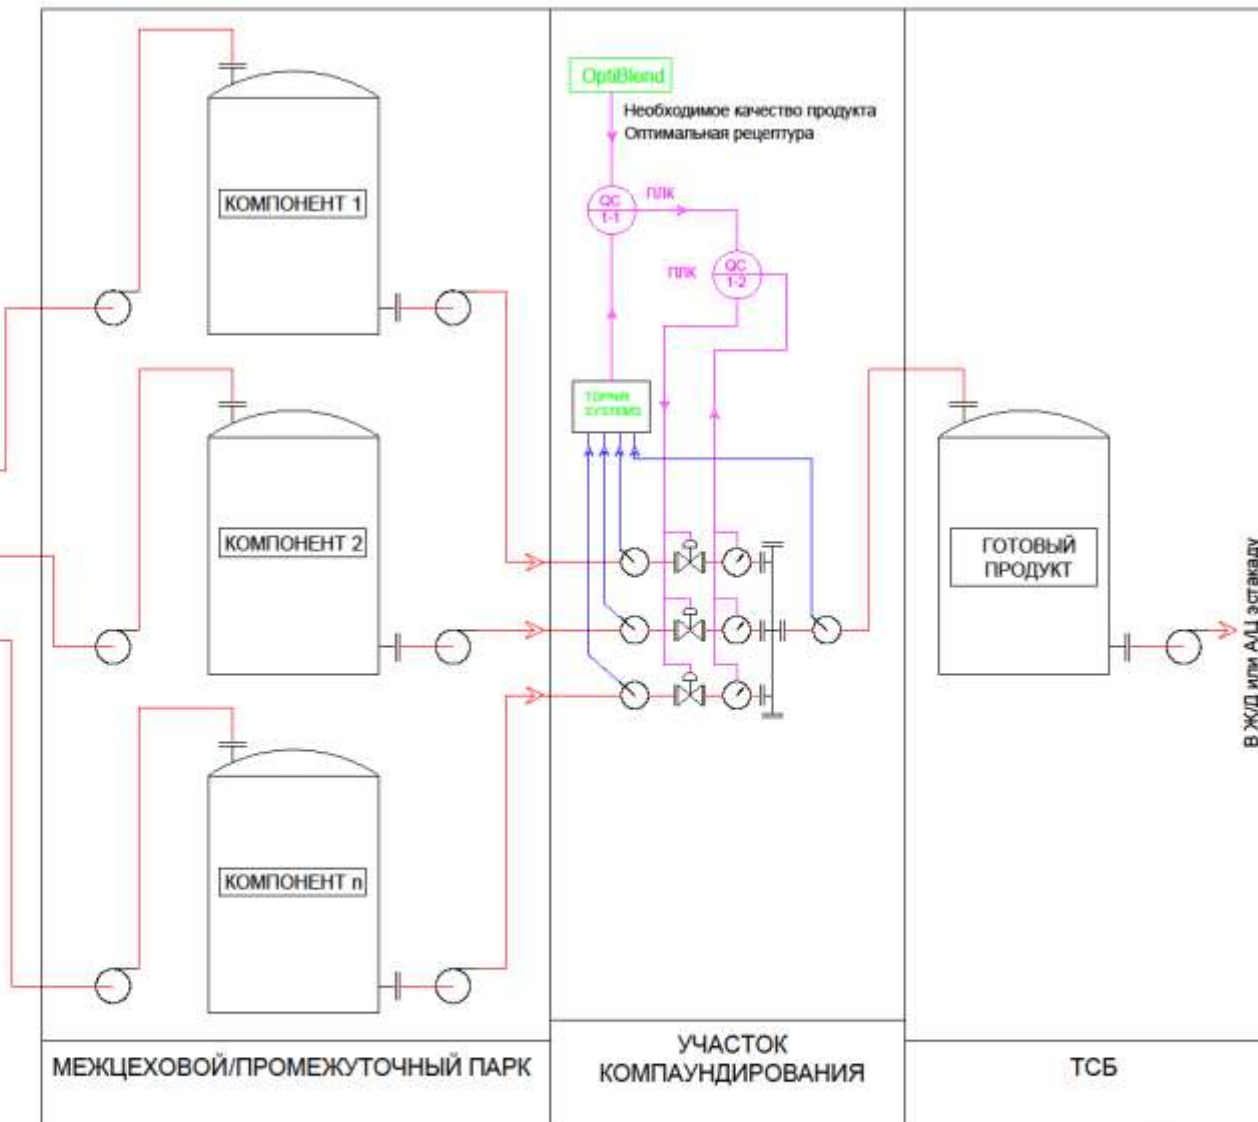 OptiBlend
Необходимое качество продукта
Оптимальная рецептура
КОМПОНЕНТ 1
QC
1-1
ПЛК
ПЛК
QC
1-2
TOPNIR
SYSTEMS
КОМПОНЕНТ 2
ГОТОВЫЙ
ПРОДУКТ
В Ж/Д или А/Ц эстакаду
КОМПОНЕНТ n
МЕЖЦЕХОВОЙ/ПРОМЕЖУТОЧНЫЙ ПАРК
УЧАСТОК
КОМПАУНДИРОВАНИЯ
ТСБ